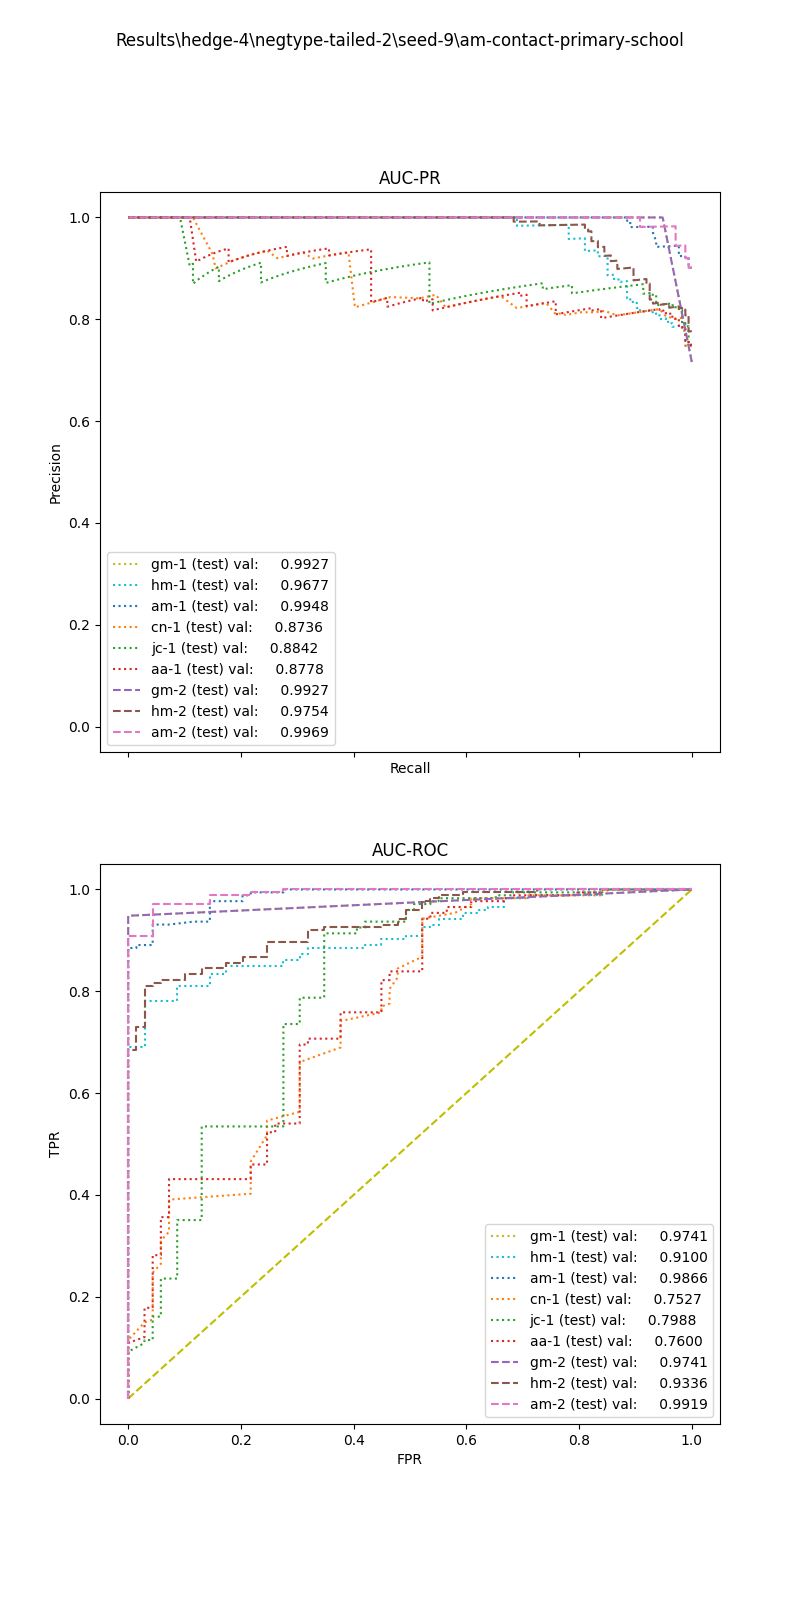 Results\hedge-4\negtype-tailed-2\seed-9\am-contact-primary-school
AUC-PR
1.0
0.8
0.6
0.4
0.2
0.0
Precision
gm-1 (test) val: 0.9927
hm-1 (test) val: 0.9677
am-1 (test) val: 0.9948
cn-1 (test) val: 0.8736
jc-1 (test) val: 0.8842
aa-1 (test) val: 0.8778
gm-2 (test) val: 0.9927
hm-2 (test) val: 0.9754
am-2 (test) val: 0.9969
Recall
AUC-ROC
1.0
0.8
0.6
0.4
0.2
0.0
TPR
gm-1 (test) val: 0.9741
hm-1 (test) val: 0.9100
am-1 (test) val: 0.9866
cn-1 (test) val: 0.7527
jc-1 (test) val: 0.7988
aa-1 (test) val: 0.7600
gm-2 (test) val: 0.9741
hm-2 (test) val: 0.9336
am-2 (test) val: 0.9919
0.0 0.2 0.4 0.6 0.8 1.0
FPR